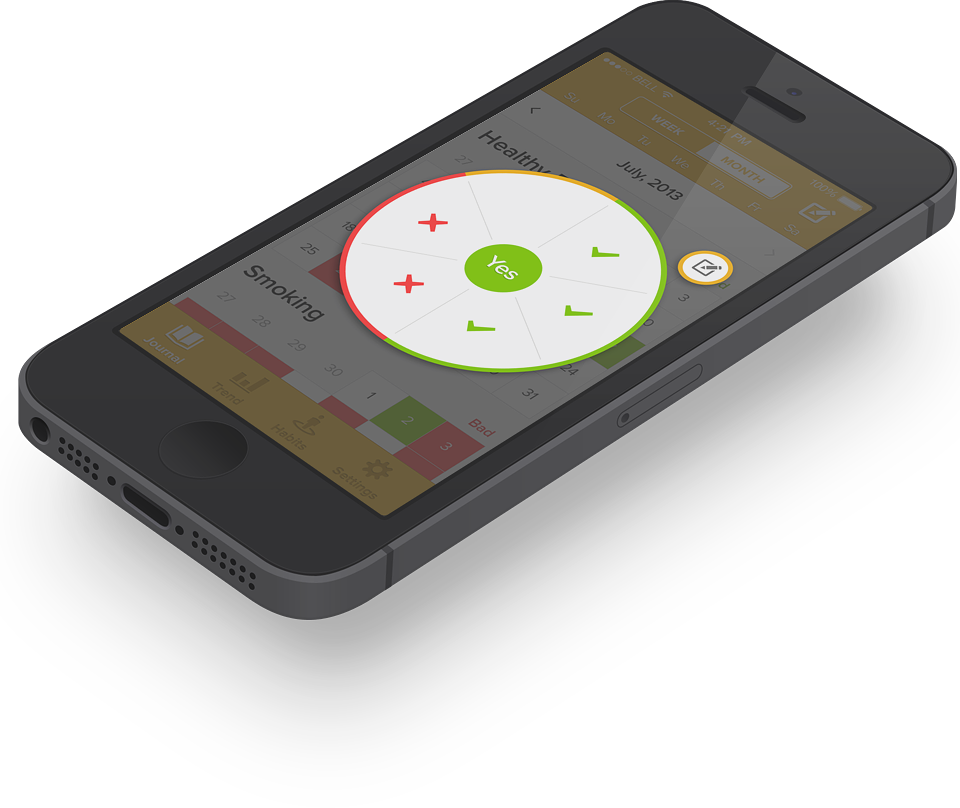 BELL 4:21 PM 100%
WEEK MONTH
Su Mo Tu We Th Fr Sa
July, 2013
Healthy
27
3
18
25
24
31
Smoking
27 28 29 30 1 2 3
Bad
Yes
Journal Trend Habits Settings